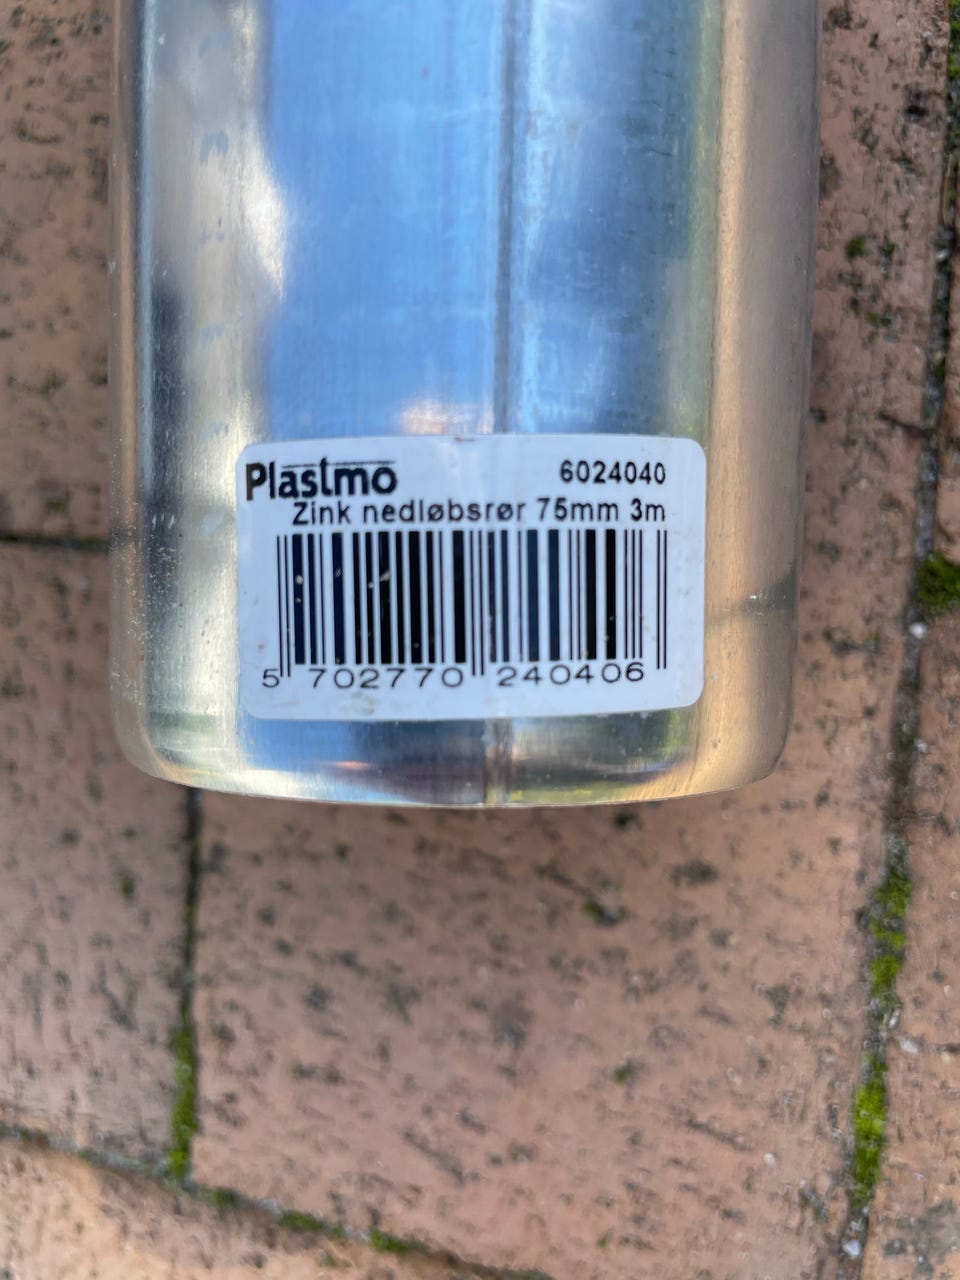 Plastmo 6024040
Zink nedløbsrør 75mm 3m
5 702770 240406